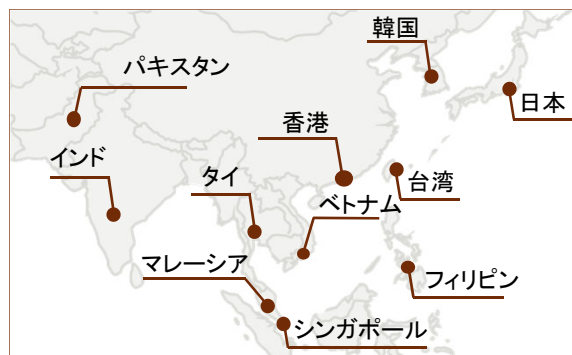 韓国
パキスタン
日本
香港
インド
タイ
台湾
ベトナム
マレーシア
フィリピン
シンガポール